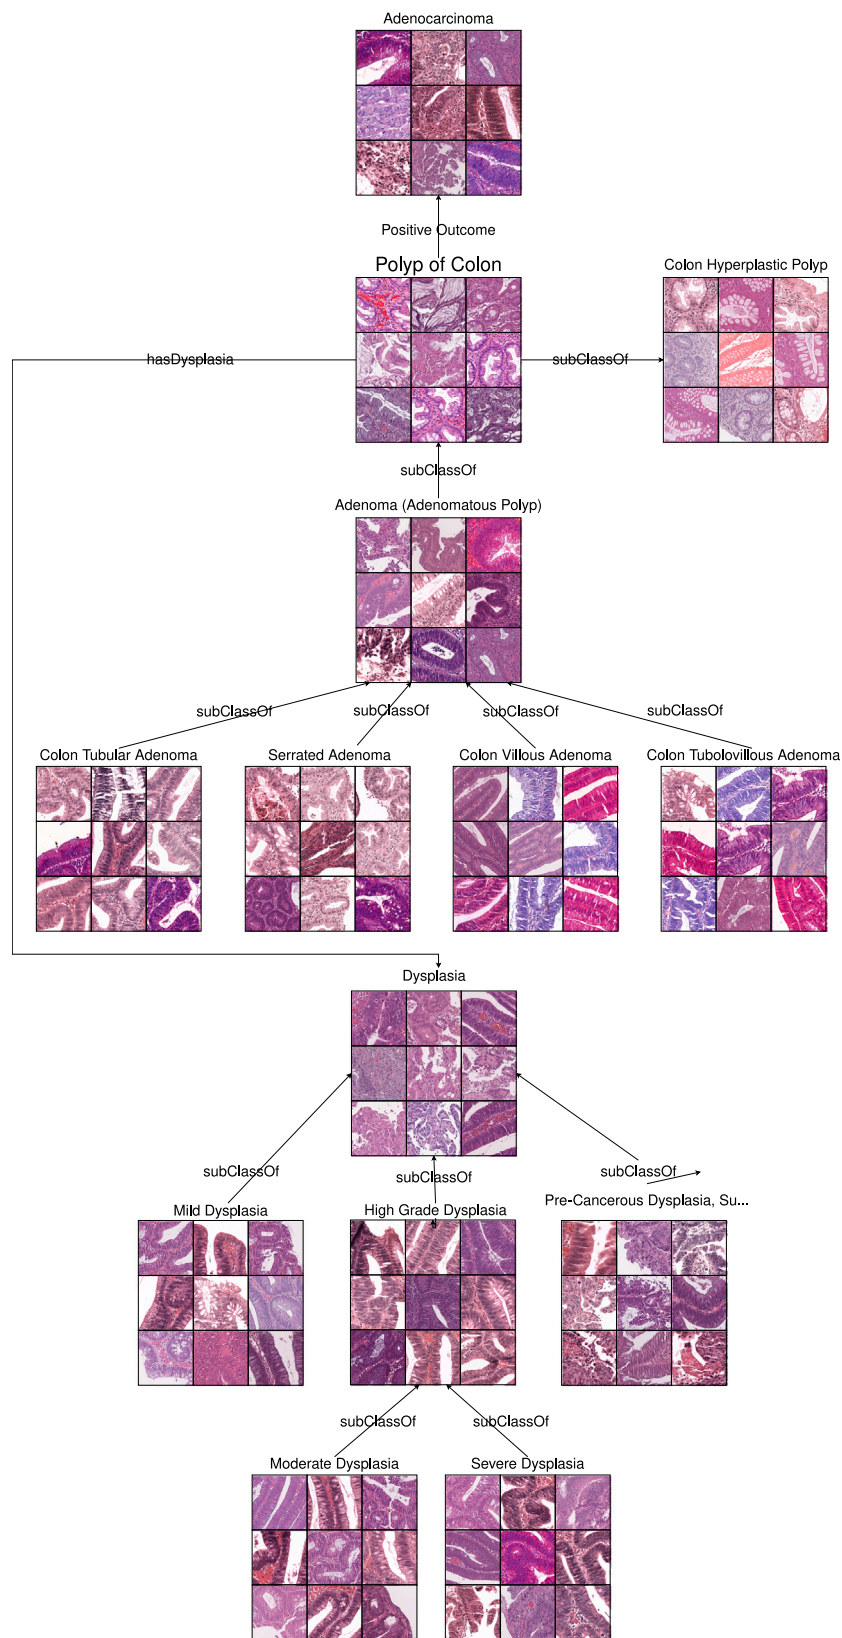 Adenocarcinoma
Positive Outcome
Polyp of Colon
Colon Hyperplastic Polyp
hasDysplasia
subClassOf
subClassOf
Adenoma (Adenomatous Polyp)
subClassOf
subClassOf
subClassOf
subClassOf
Colon Tubular Adenoma
Serrated Adenoma
Colon Villous Adenoma
Colon Tubolovillous Adenoma
Dysplasia
subClassOf
subClassOf
subClassOf
Mild Dysplasia
High Grade Dysplasia
Pre-Cancerous Dysplasia, Su...
subClassOf
subClassOf
Moderate Dysplasia
Severe Dysplasia